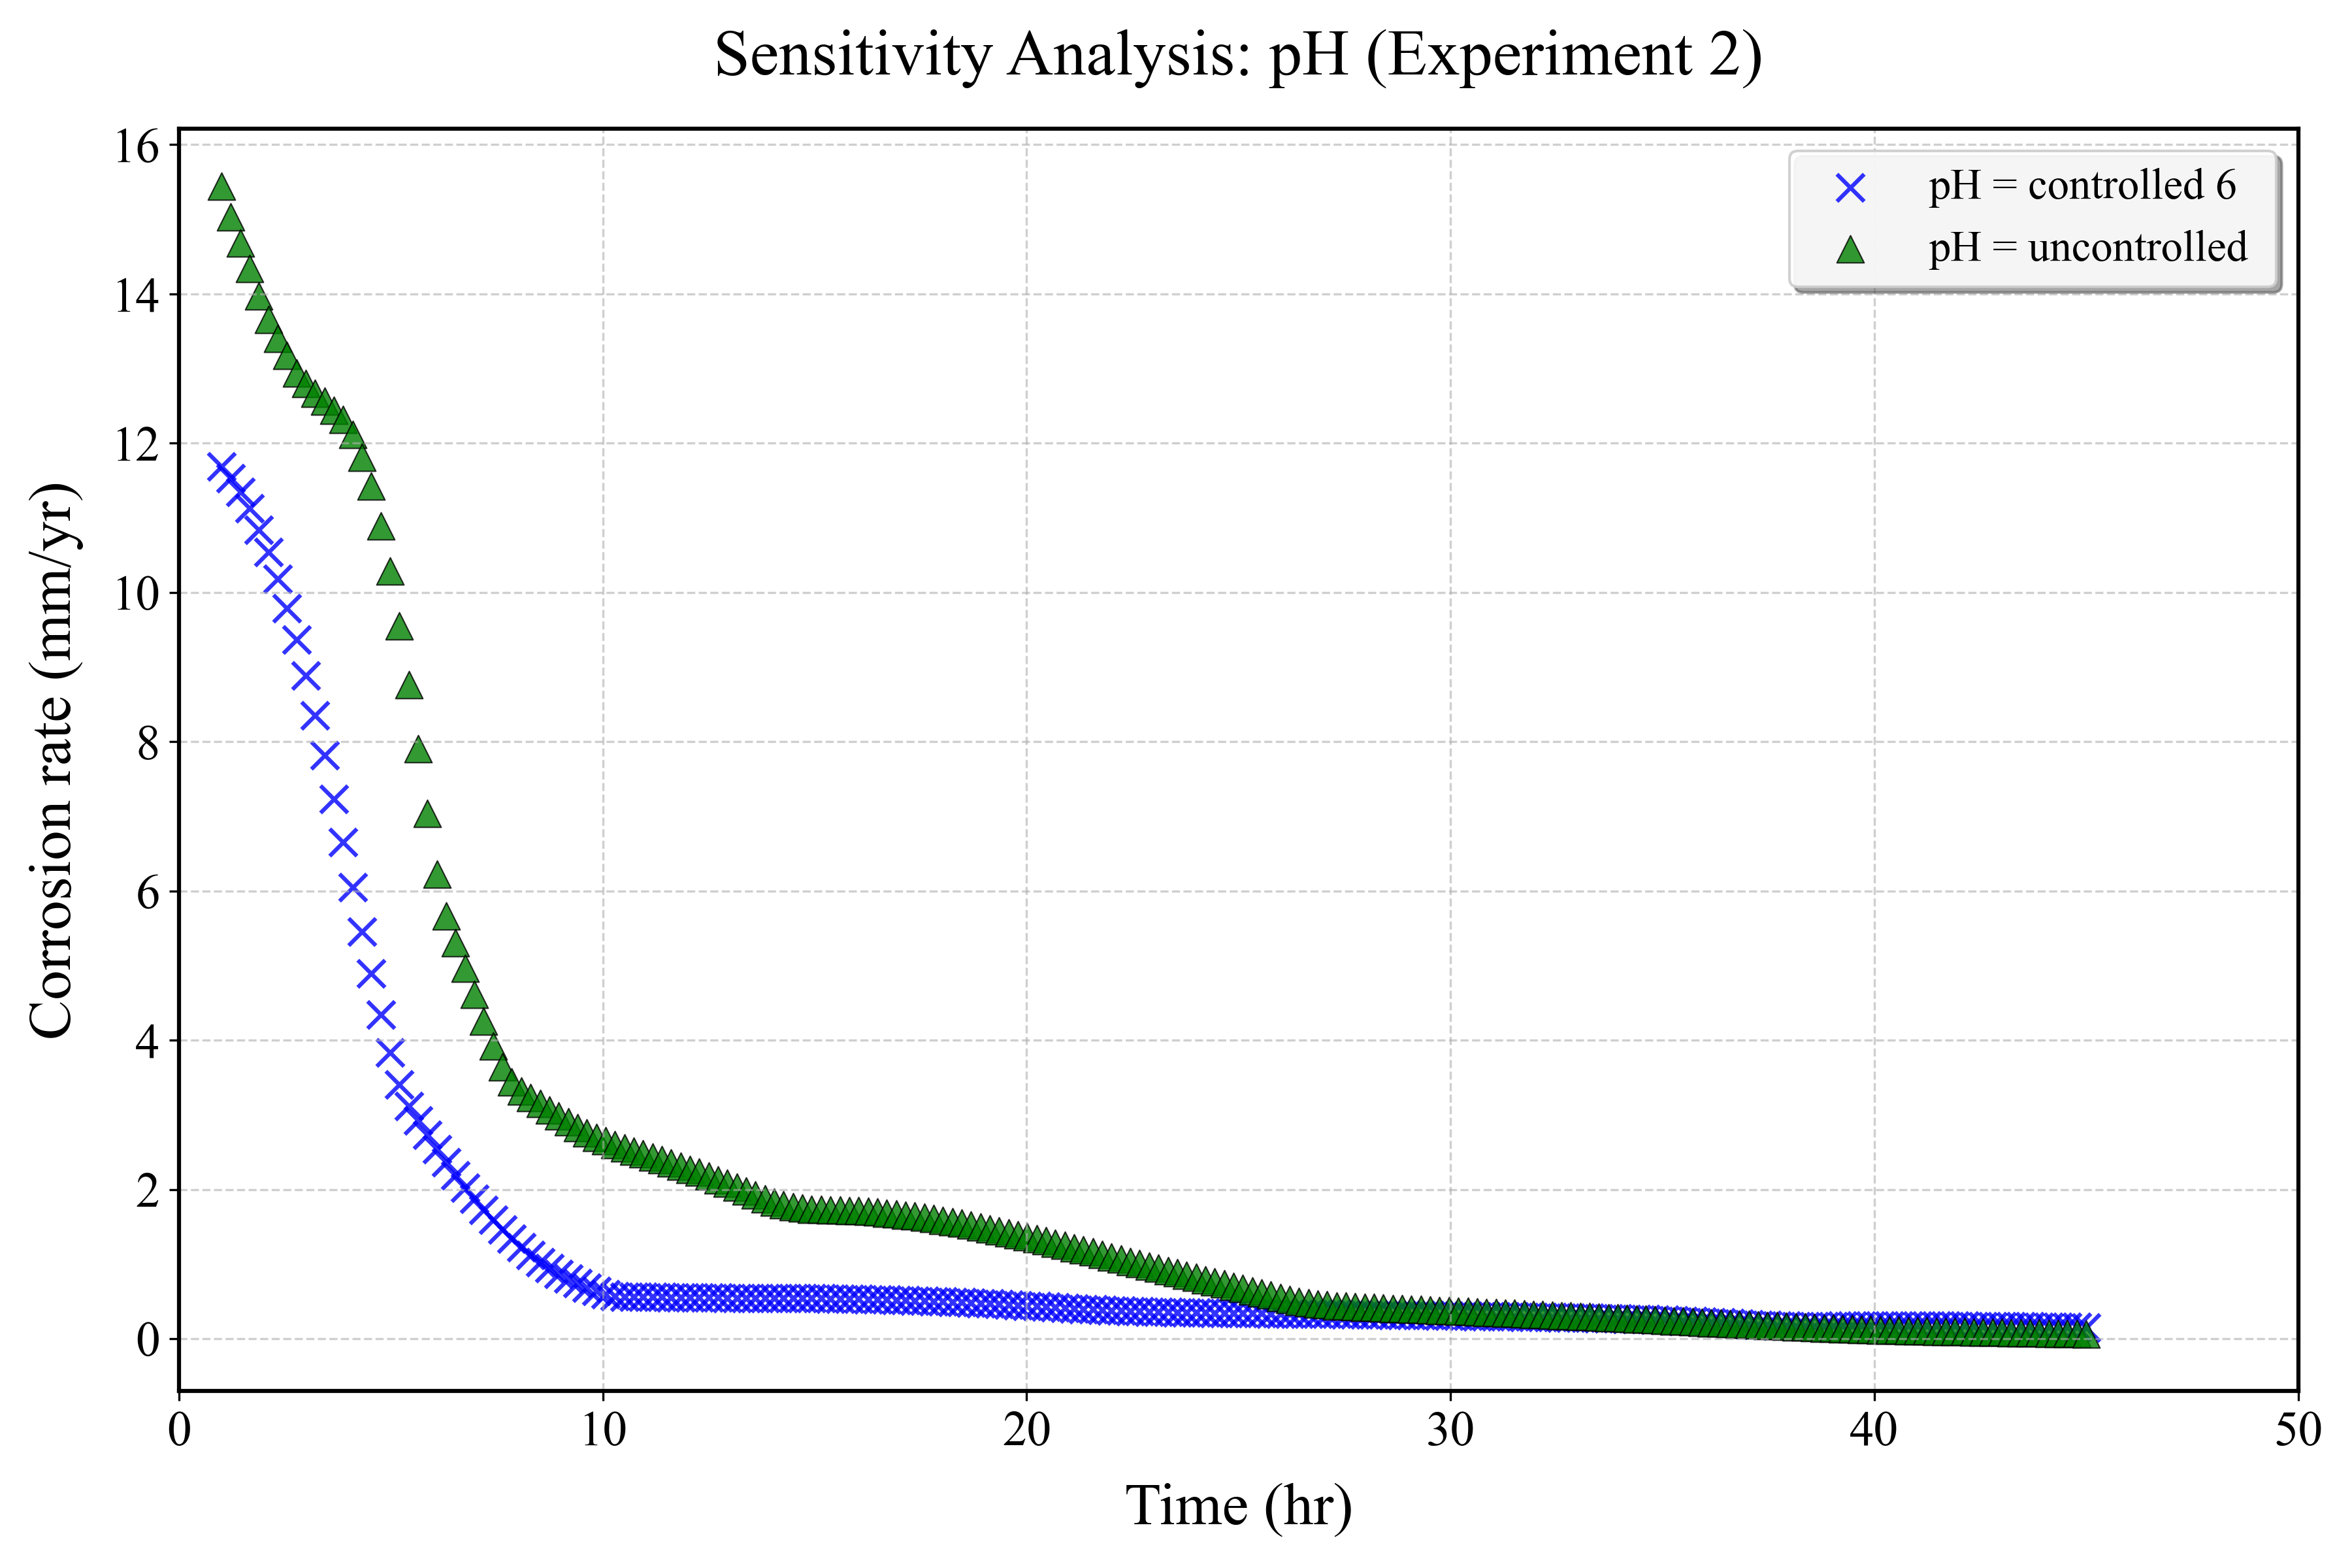 Sensitivity Analysis: pH (Experiment 2)
pH = controlled 6
pH = uncontrolled
Corrosion rate (mm/yr)
16
14
12
10
8
6
4
2
0
0 10 20 30 40 50
Time (hr)